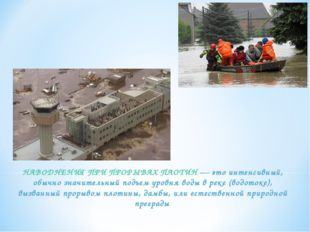 НАВОДНЕНИЯ ПРИ ПРОРЫВАХ ПЛОТИН — это интенсивный,
обычно значительный подъем уровня воды в реке (водотоке),
вызванный прорывом плотины, дамбы, или естественной природной
преграды